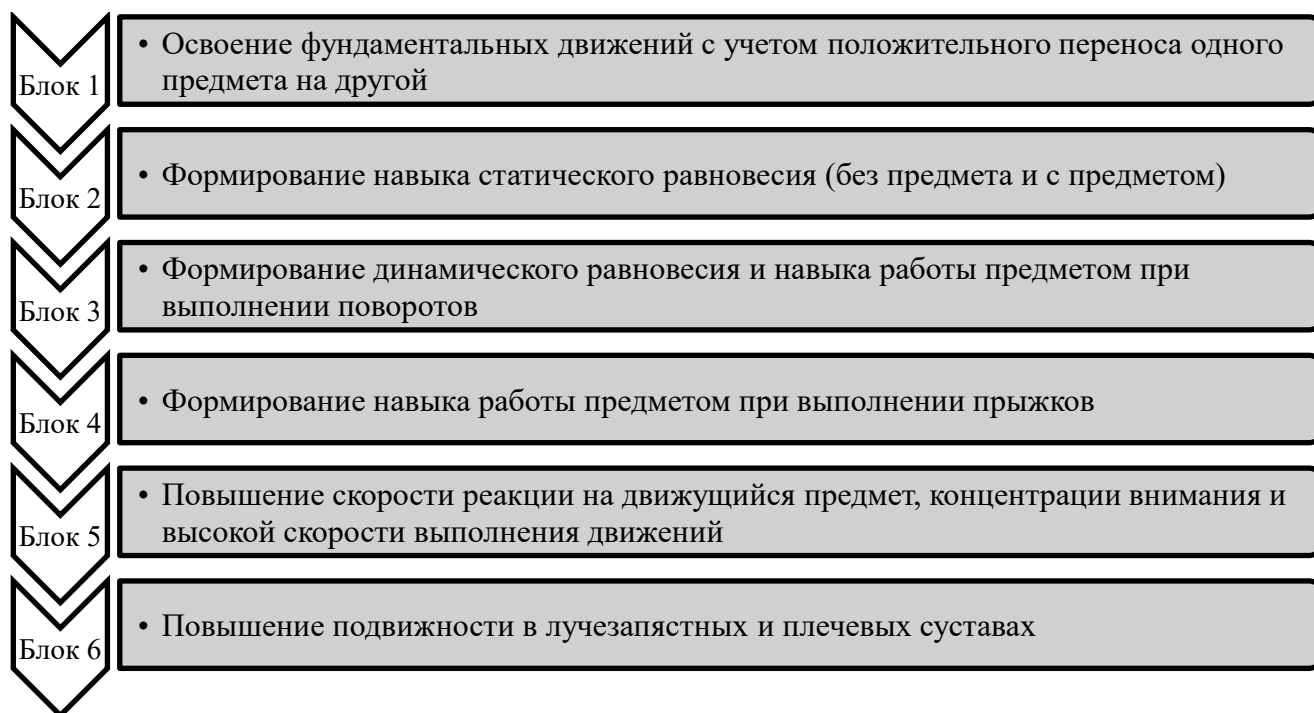 Блок 1
• Освоение фундаментальных движений с учетом положительного переноса одного
предмета на другой
Блок 2
• Формирование навыка статического равновесия (без предмета и с предметом)
Блок 3
• Формирование динамического равновесия и навыка работы предметом при
выполнении поворотов
Блок 4
• Формирование навыка работы предметом при выполнении прыжков
Блок 5
• Повышение скорости реакции на движущийся предмет, концентрации внимания и
высокой скорости выполнения движений
Блок 6
• Повышение подвижности в лучезапястных и плечевых суставах